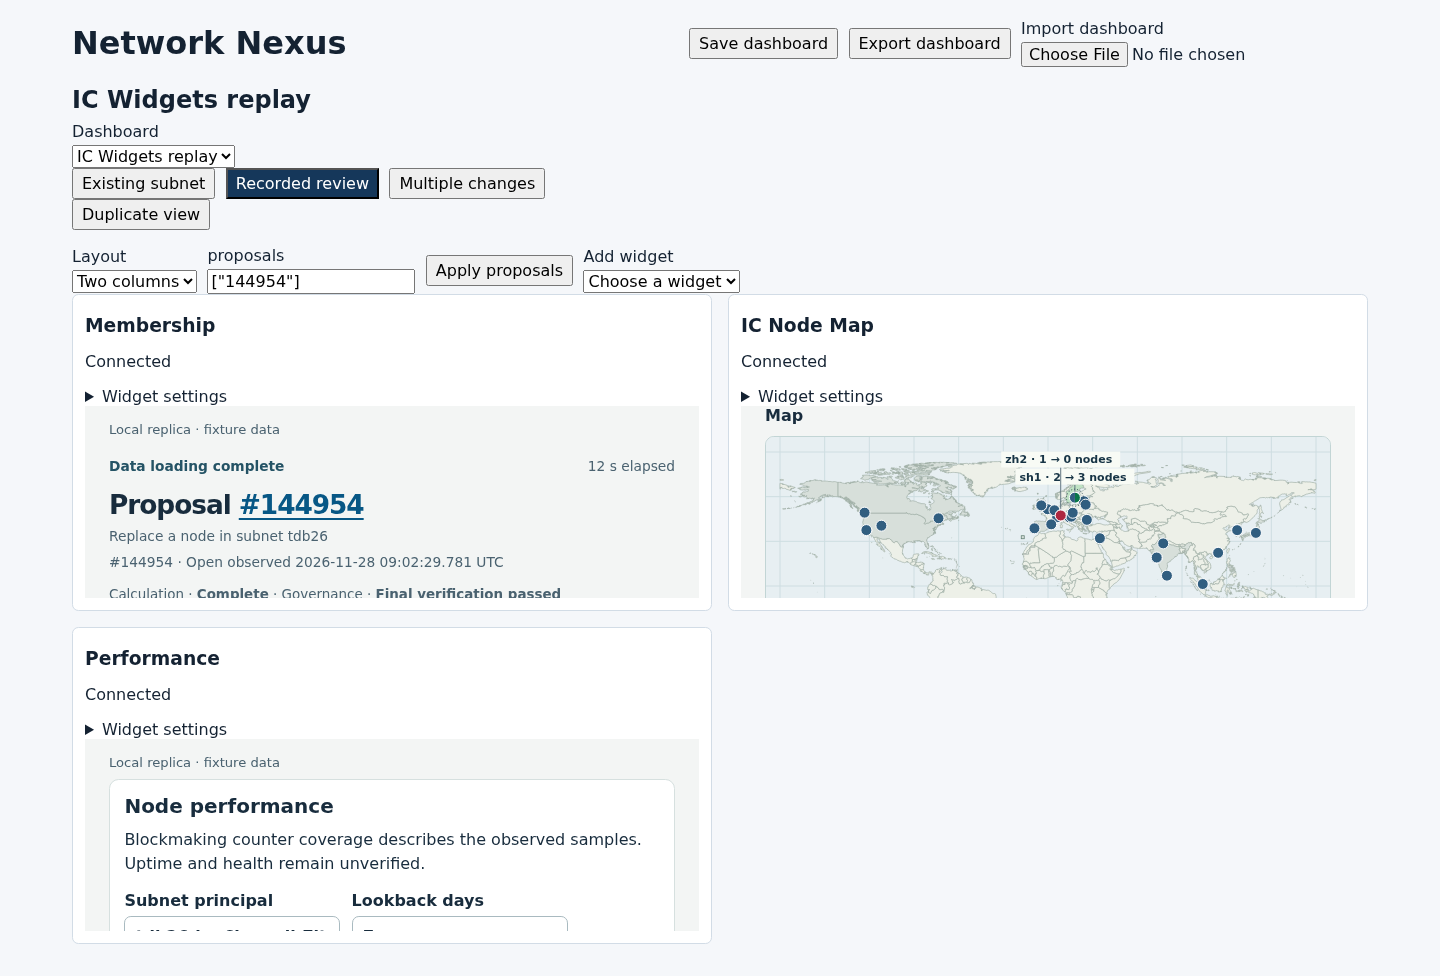 Network Nexus
Save dashboard
Export dashboard
Import dashboard
Choose File No file chosen
IC Widgets replay
Dashboard
IC Widgets replay
Existing subnet
Recorded review
Multiple changes
Duplicate view
Layout
Two columns
proposals
["144954"]
Apply proposals
Add widget
Choose a widget
Membership
Connected
Widget settings
Local replica · fixture data
Data loading complete
12 s elapsed
Proposal #144954
Replace a node in subnet tdb26
#144954 · Open observed 2026-11-28 09:02:29.781 UTC
Calculation · Complete · Governance · Final verification passed
IC Node Map
Connected
Widget settings
Map
zh2 · 1 → 0 nodes
sh1 · 2 → 3 nodes
Performance
Connected
Widget settings
Local replica · fixture data
Node performance
Blockmaking counter coverage describes the observed samples.
Uptime and health remain unverified.
Subnet principal
Lookback days